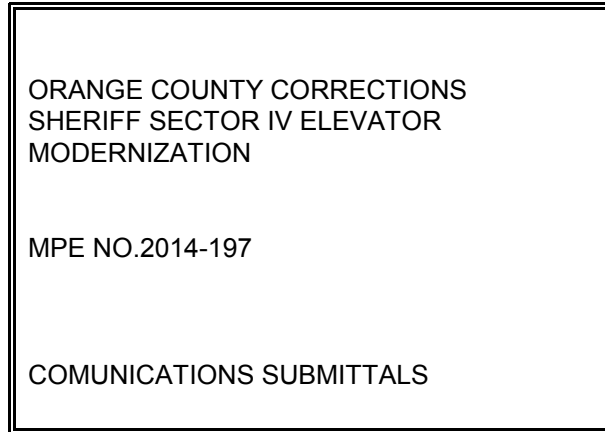 ORANGE COUNTY CORRECTIONS
SHERIFF SECTOR IV ELEVATOR
MODERNIZATION
MPE NO.2014-197
COMUNICATIONS SUBMITTALS